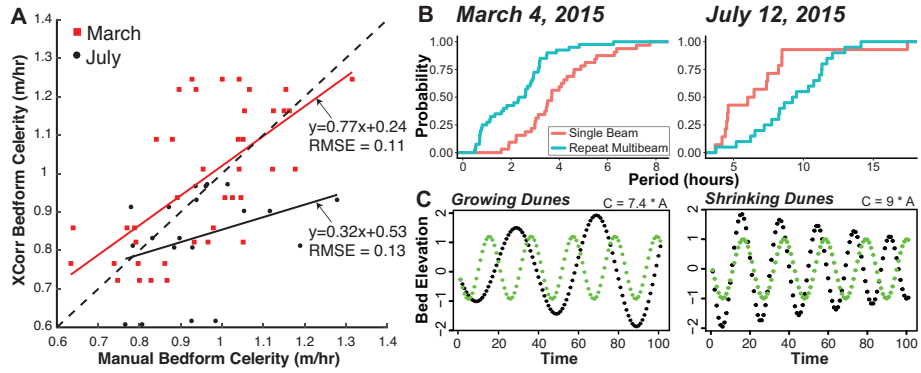 A
XCorr Bedform Celerity (m/hr)
1.4
1.3
1.2
1.1
1
0.9
0.8
0.7
0.6
March
July
y=0.77x+0.24
RMSE = 0.11
y=0.32x+0.53
RMSE = 0.13
0.6 0.7 0.8 0.9 1 1.1 1.2 1.3 1.4
Manual Bedform Celerity (m/hr)
B
March 4, 2015
July 12, 2015
Probability
1.00
0.75
0.50
0.25
0.00
Single Beam
Repeat Multibeam
0 2 4 6 8
1.00
0.75
0.50
0.25
0.00
5 10 15
Period (hours)
C
Growing Dunes
C = 7.4 * A
Bed Elevation
2
1
0
-1
-2
0 20 40 60 80 100
Time
Shrinking Dunes
C = 9 * A
2
1
0
-1
-2
0 20 40 60 80 100
Time